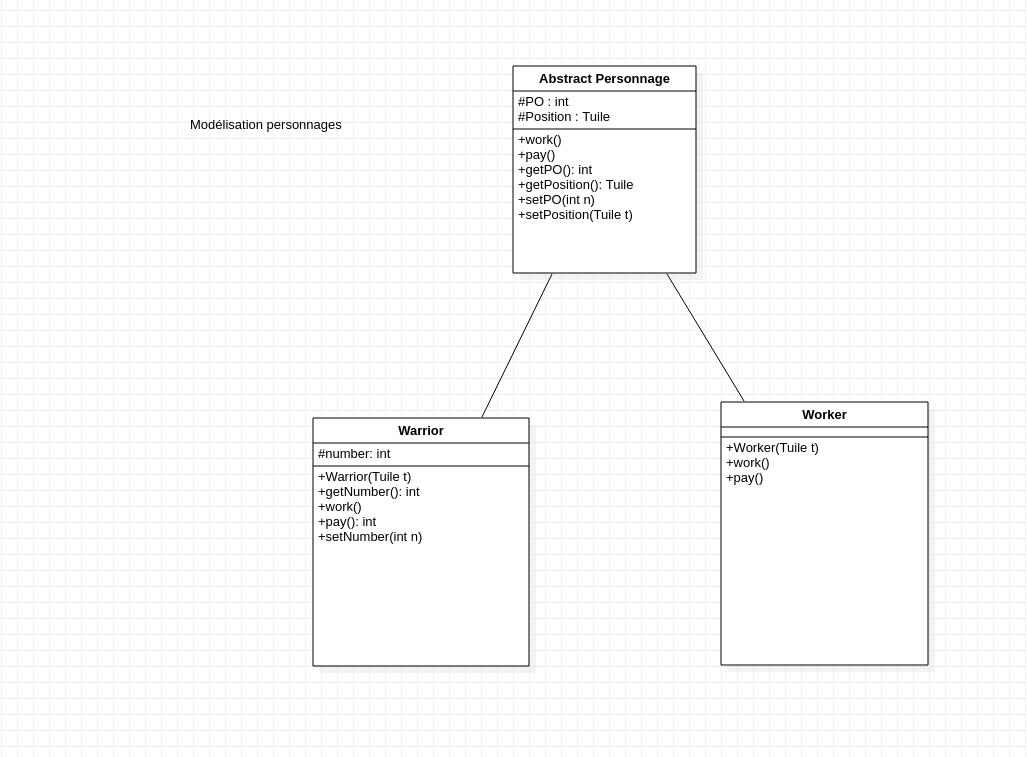 Abstract Personnage
#PO : int
#Position : Tuile
+work()
+pay()
+getPO(): int
+getPosition(): Tuile
+setPO(int n)
+setPosition(Tuile t)
Modélisation personnages
Warrior
#number: int
+Warrior(Tuile t)
+getNumber(): int
+work()
+pay(): int
+setNumber(int n)
Worker
+Worker(Tuile t)
+work()
+pay()